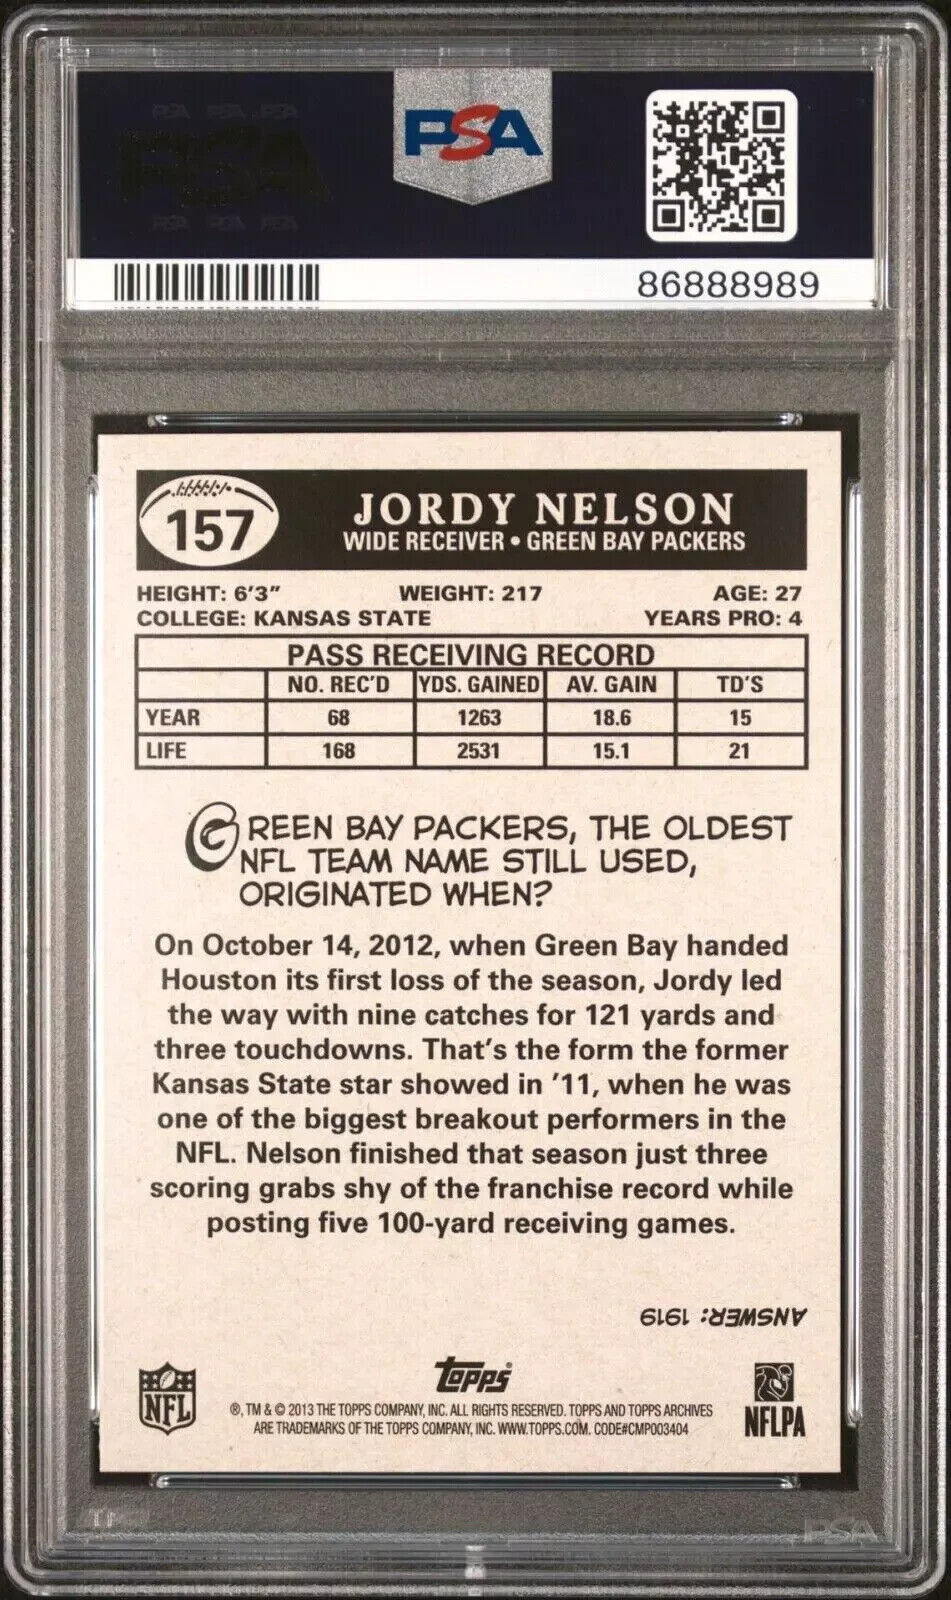 PSA PSA PSA
PSA
PSA PSA PSA
PSA
86888989
157
JORDY NELSON
WIDE RECEIVER • GREEN BAY PACKERS
HEIGHT: 6'3" WEIGHT: 217 AGE: 27
COLLEGE: KANSAS STATE YEARS PRO: 4
PASS RECEIVING RECORD
NO. REC'D YDS. GAINED AV. GAIN TD'S
YEAR 68 1263 18.6 15
LIFE 168 2531 15.1 21
GREEN BAY PACKERS, THE OLDEST
NFL TEAM NAME STILL USED,
ORIGINATED WHEN?
On October 14, 2012, when Green Bay handed
Houston its first loss of the season, Jordy led
the way with nine catches for 121 yards and
three touchdowns. That's the form the former
Kansas State star showed in '11, when he was
one of the biggest breakout performers in the
NFL. Nelson finished that season just three
scoring grabs shy of the franchise record while
posting five 100-yard receiving games.
ANSWER: 1919
NFL
Topps
®, TM & © 2013 THE TOPPS COMPANY, INC. ALL RIGHTS RESERVED. TOPPS AND TOPPS ARCHIVES
ARE TRADEMARKS OF THE TOPPS COMPANY, INC. WWW.TOPPS.COM. CODE#CMP003404
NFLPA
PSA